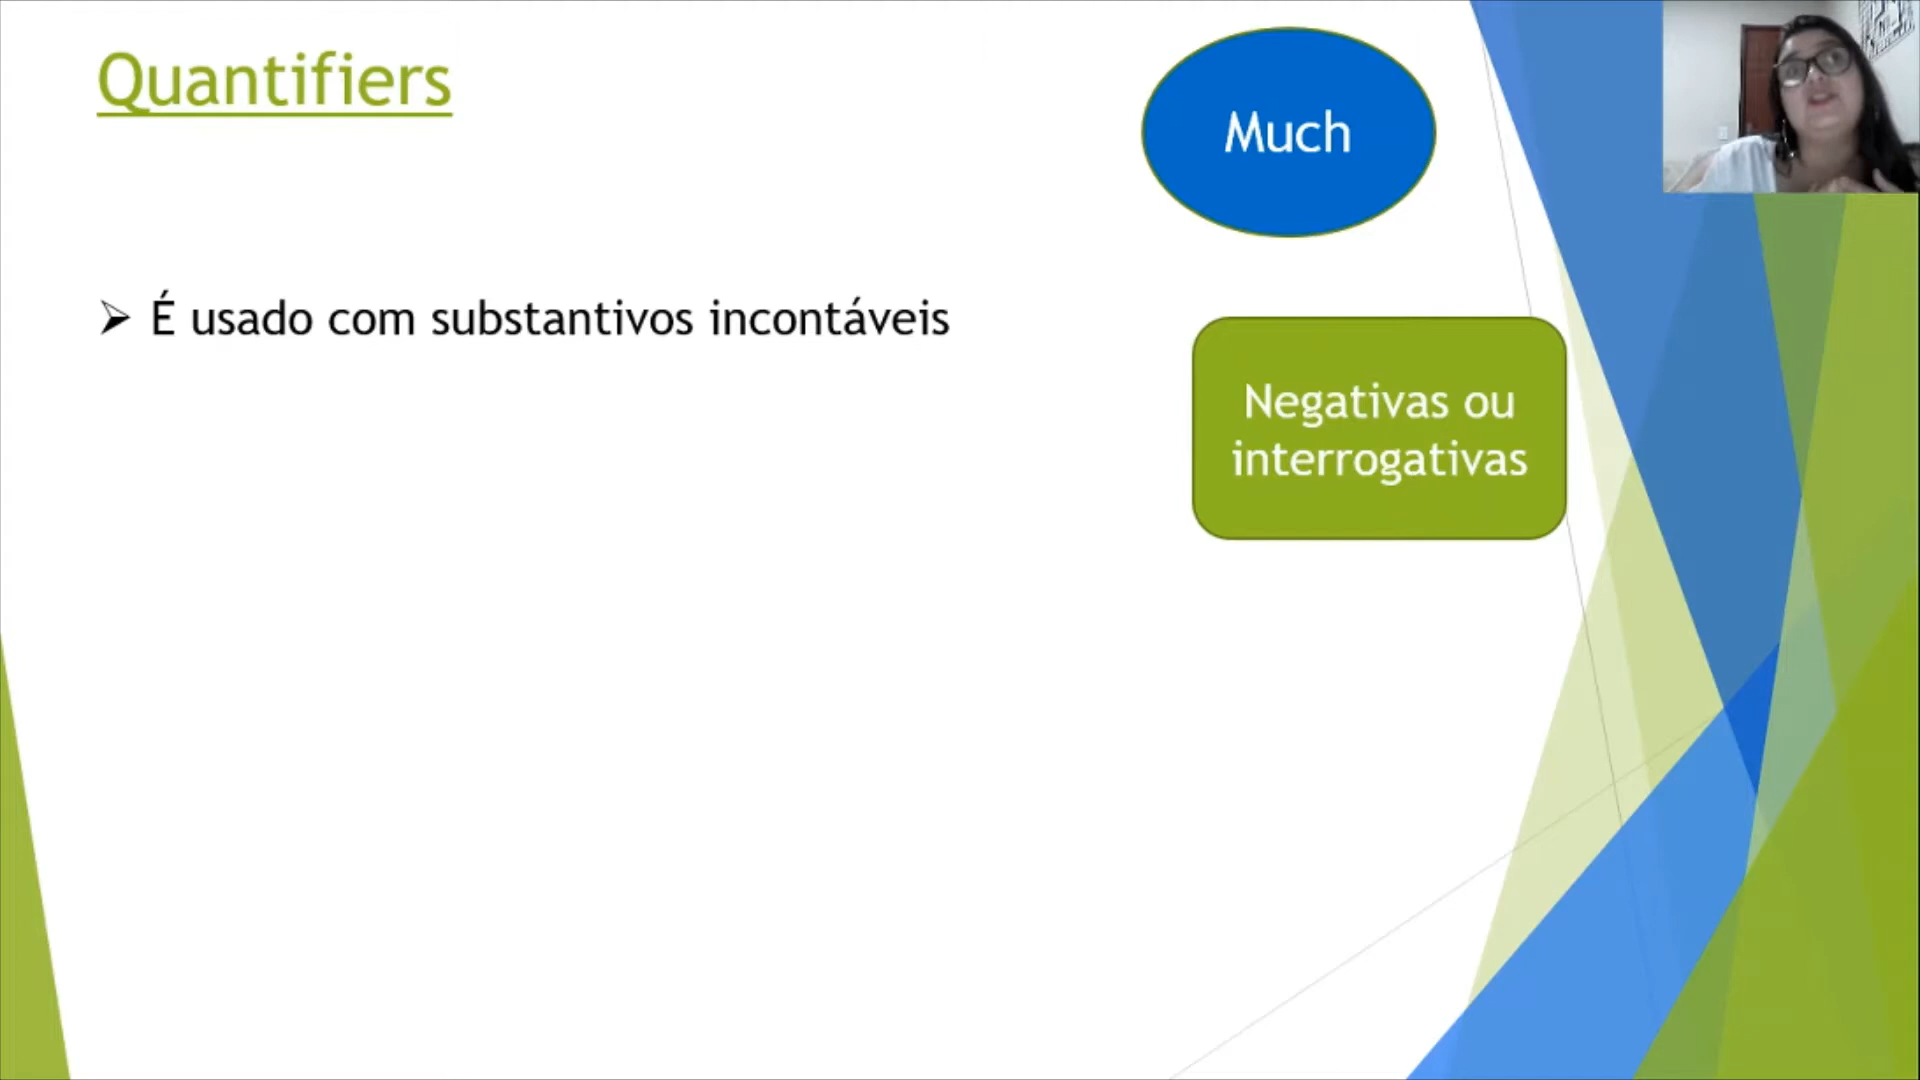 Quantifiers
Much
➢ É usado com substantivos incontáveis
Negativas ou
interrogativas